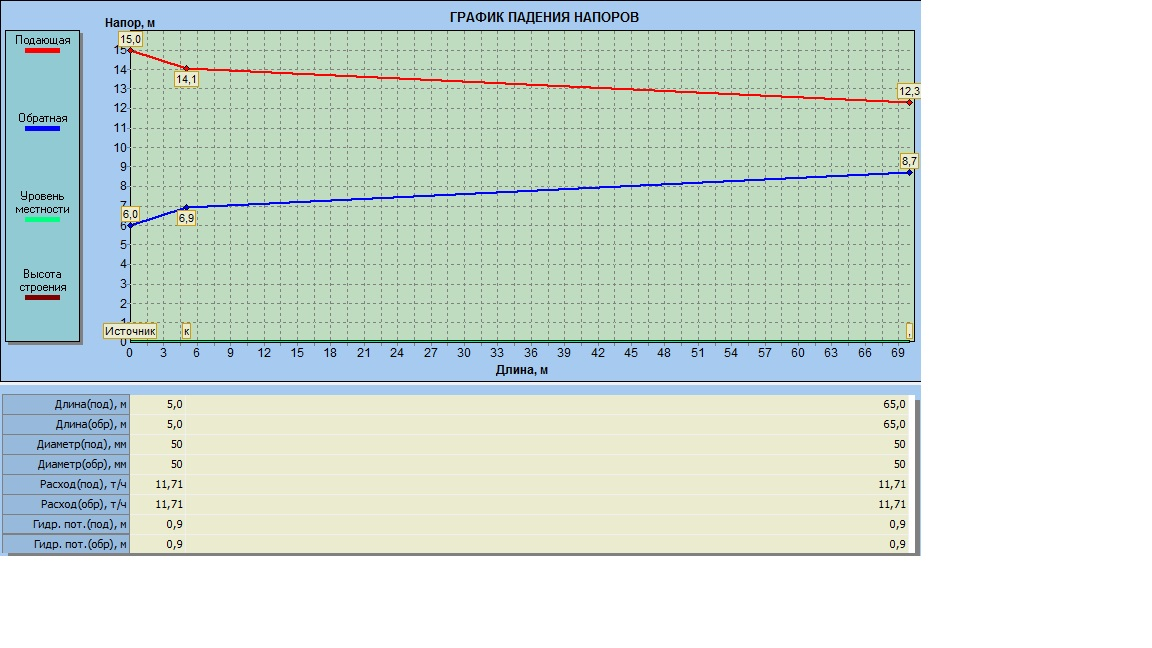 ГРАФИК ПАДЕНИЯ НАПОРОВ
Напор, м
Подающая
Обратная
Уровень
местности
Высота
строения
15
14
13
12
11
10
9
8
7
6
5
4
3
2
1
0
15,0
14,1
12,3
6,0
6,9
8,7
Источник
к
,
0 3 6 9 12 15 18 21 24 27 30 33 36 39 42 45 48 51 54 57 60 63 66 69
Длина, м
Длина(под), м 5,0 65,0
Длина(обр), м 5,0 65,0
Диаметр(под), мм 50 50
Диаметр(обр), мм 50 50
Расход(под), т/ч 11,71 11,71
Расход(обр), т/ч 11,71 11,71
Гидр. пот.(под), м 0,9 0,9
Гидр. пот.(обр), м 0,9 0,9